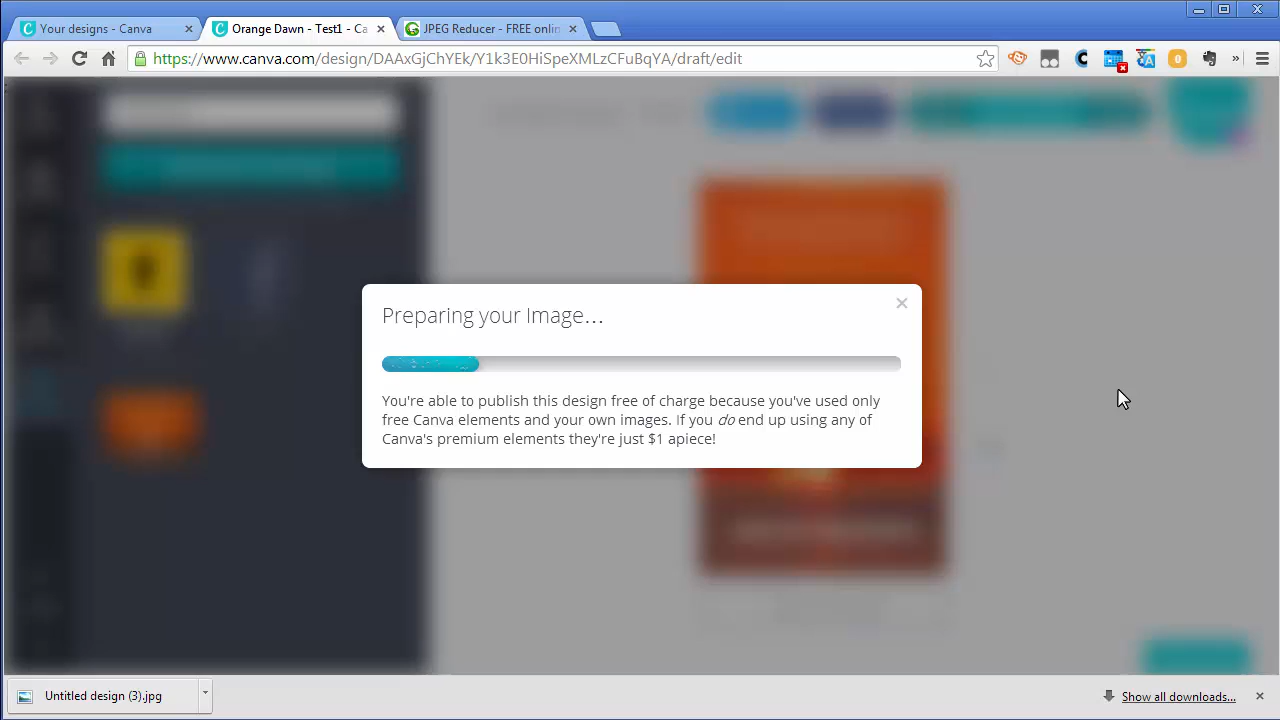 Your designs - Canva
Orange Dawn - Test1 - Ca
JPEG Reducer - FREE onlin
https://www.canva.com/design/DAAxGjChYEk/Y1k3E0HiSpeXMLzCFuBqYA/draft/edit
Preparing your Image...
You're able to publish this design free of charge because you've used only
free Canva elements and your own images. If you do end up using any of
Canva's premium elements they're just $1 apiece!
Untitled design (3).jpg
Show all downloads...